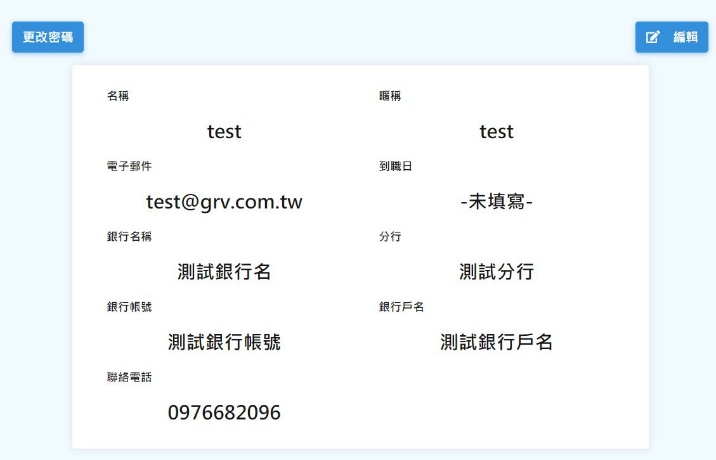 更改密碼
編輯
名稱
暱稱
test
test
電子郵件
到職日
test@grv.com.tw
-未填寫-
銀行名稱
分行
測試銀行名
測試分行
銀行帳號
銀行戶名
測試銀行帳號
測試銀行戶名
聯絡電話
0976682096